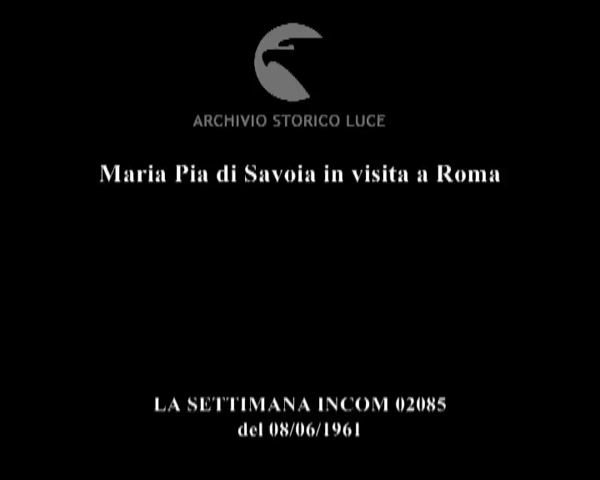 ARCHIVIO STORICO LUCE
Maria Pia di Savoia in visita a Roma
LA SETTIMANA INCOM 02085
del 08/06/1961